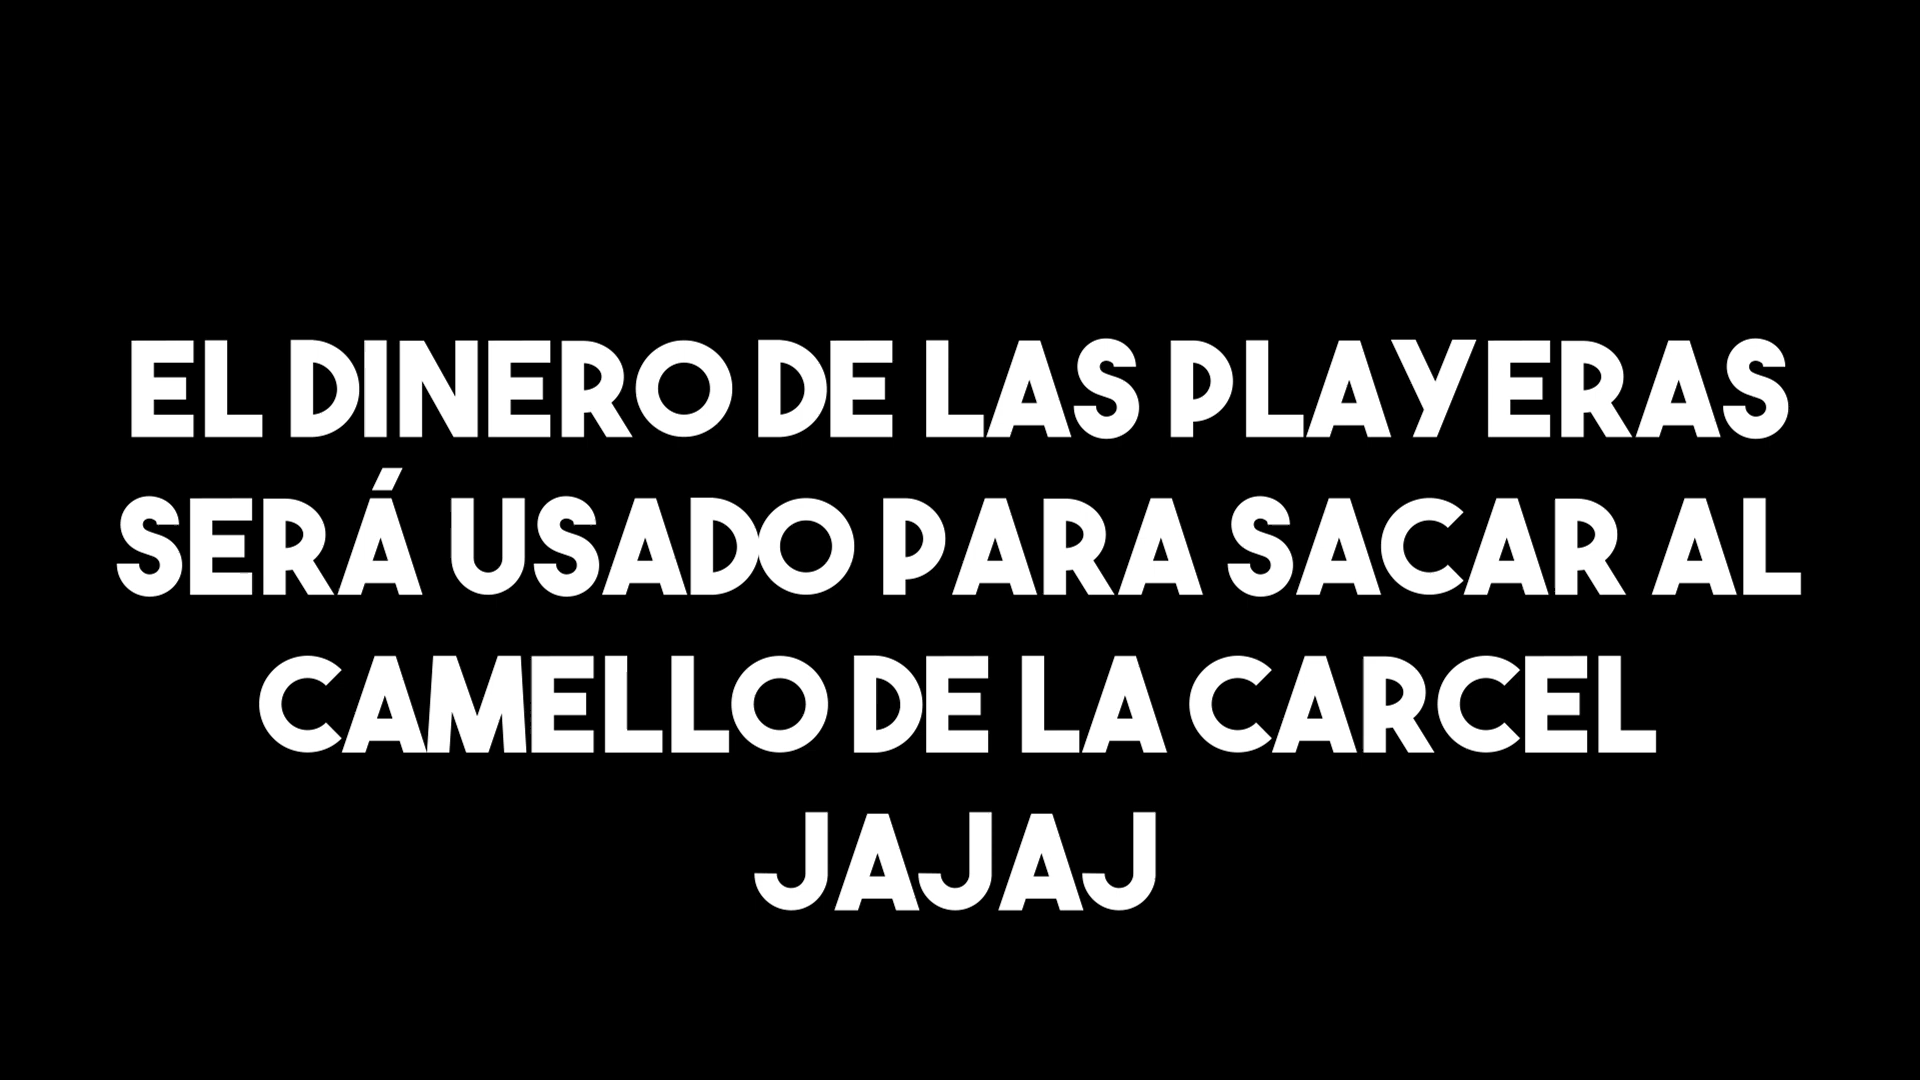 EL DINERO DE LAS PLAYERAS
SERÁ USADO PARA SACAR AL
CAMELLO DE LA CARCEL
JAJAJ